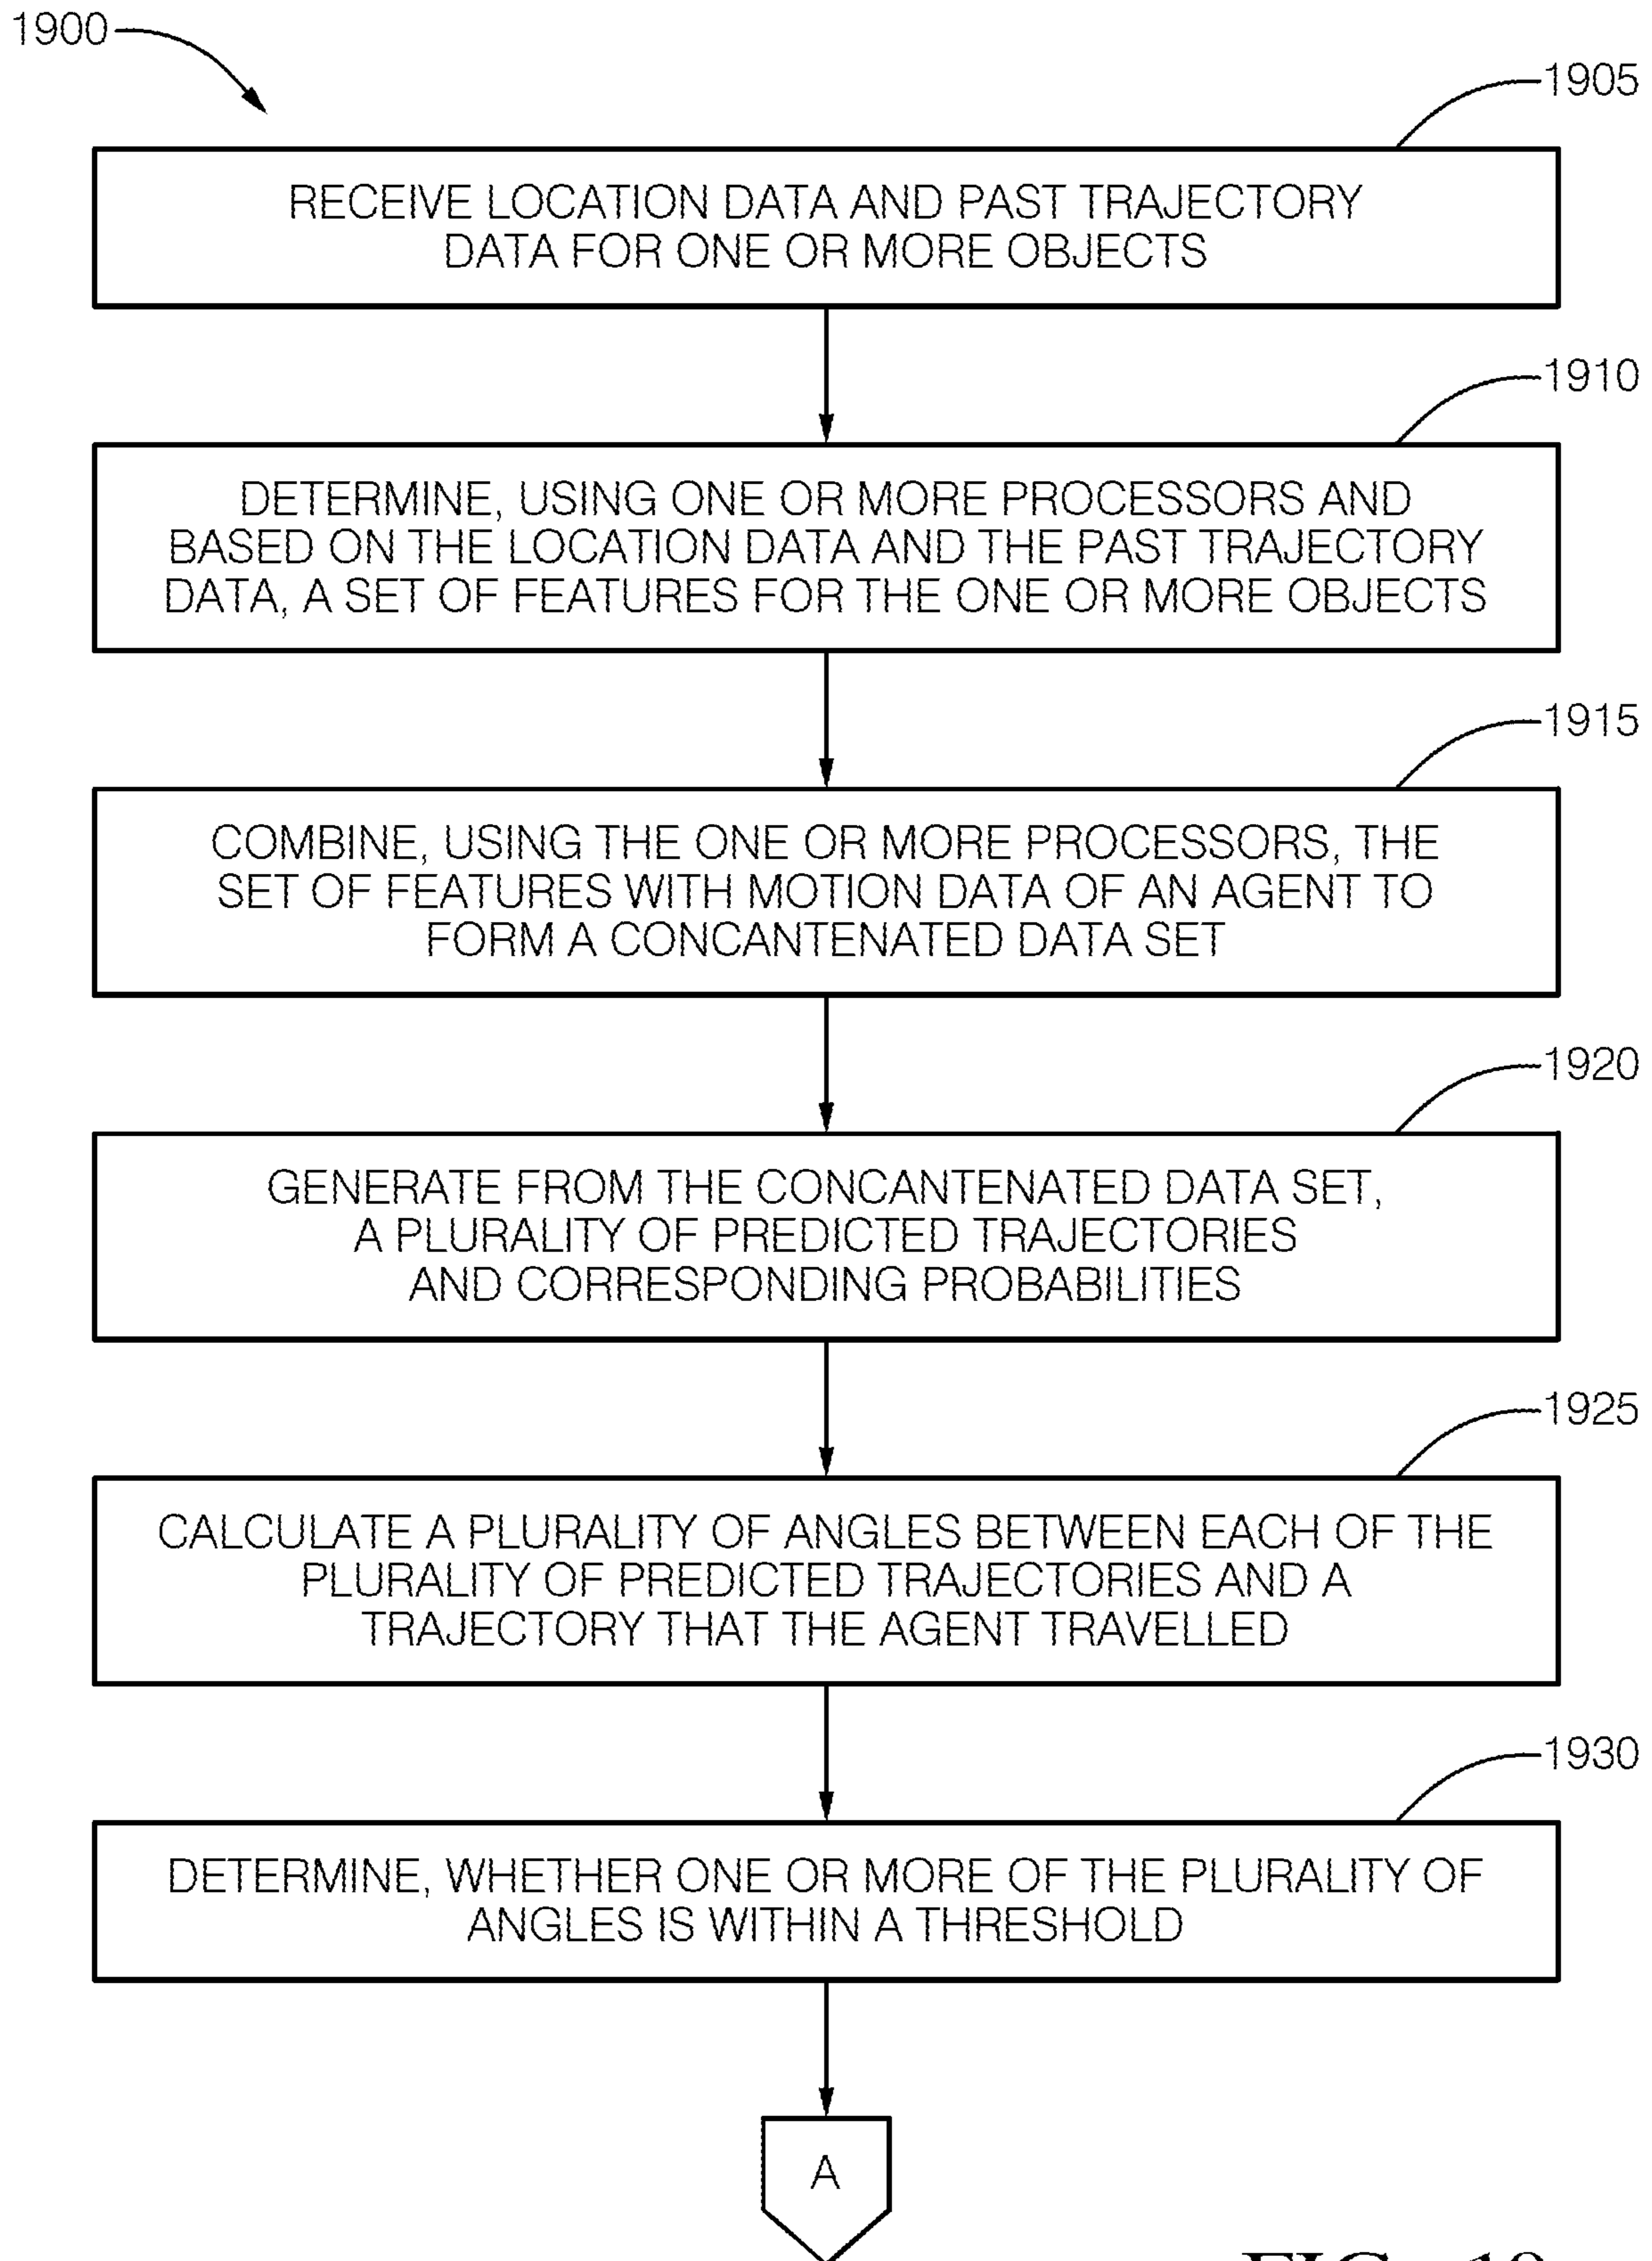 1900
1905
RECEIVE LOCATION DATA AND PAST TRAJECTORY
DATA FOR ONE OR MORE OBJECTS
1910
DETERMINE, USING ONE OR MORE PROCESSORS AND
BASED ON THE LOCATION DATA AND THE PAST TRAJECTORY
DATA, A SET OF FEATURES FOR THE ONE OR MORE OBJECTS
1915
COMBINE, USING THE ONE OR MORE PROCESSORS, THE
SET OF FEATURES WITH MOTION DATA OF AN AGENT TO
FORM A CONCANTENATED DATA SET
1920
GENERATE FROM THE CONCANTENATED DATA SET,
A PLURALITY OF PREDICTED TRAJECTORIES
AND CORRESPONDING PROBABILITIES
1925
CALCULATE A PLURALITY OF ANGLES BETWEEN EACH OF THE
PLURALITY OF PREDICTED TRAJECTORIES AND A
TRAJECTORY THAT THE AGENT TRAVELLED
1930
DETERMINE, WHETHER ONE OR MORE OF THE PLURALITY OF
ANGLES IS WITHIN A THRESHOLD
A